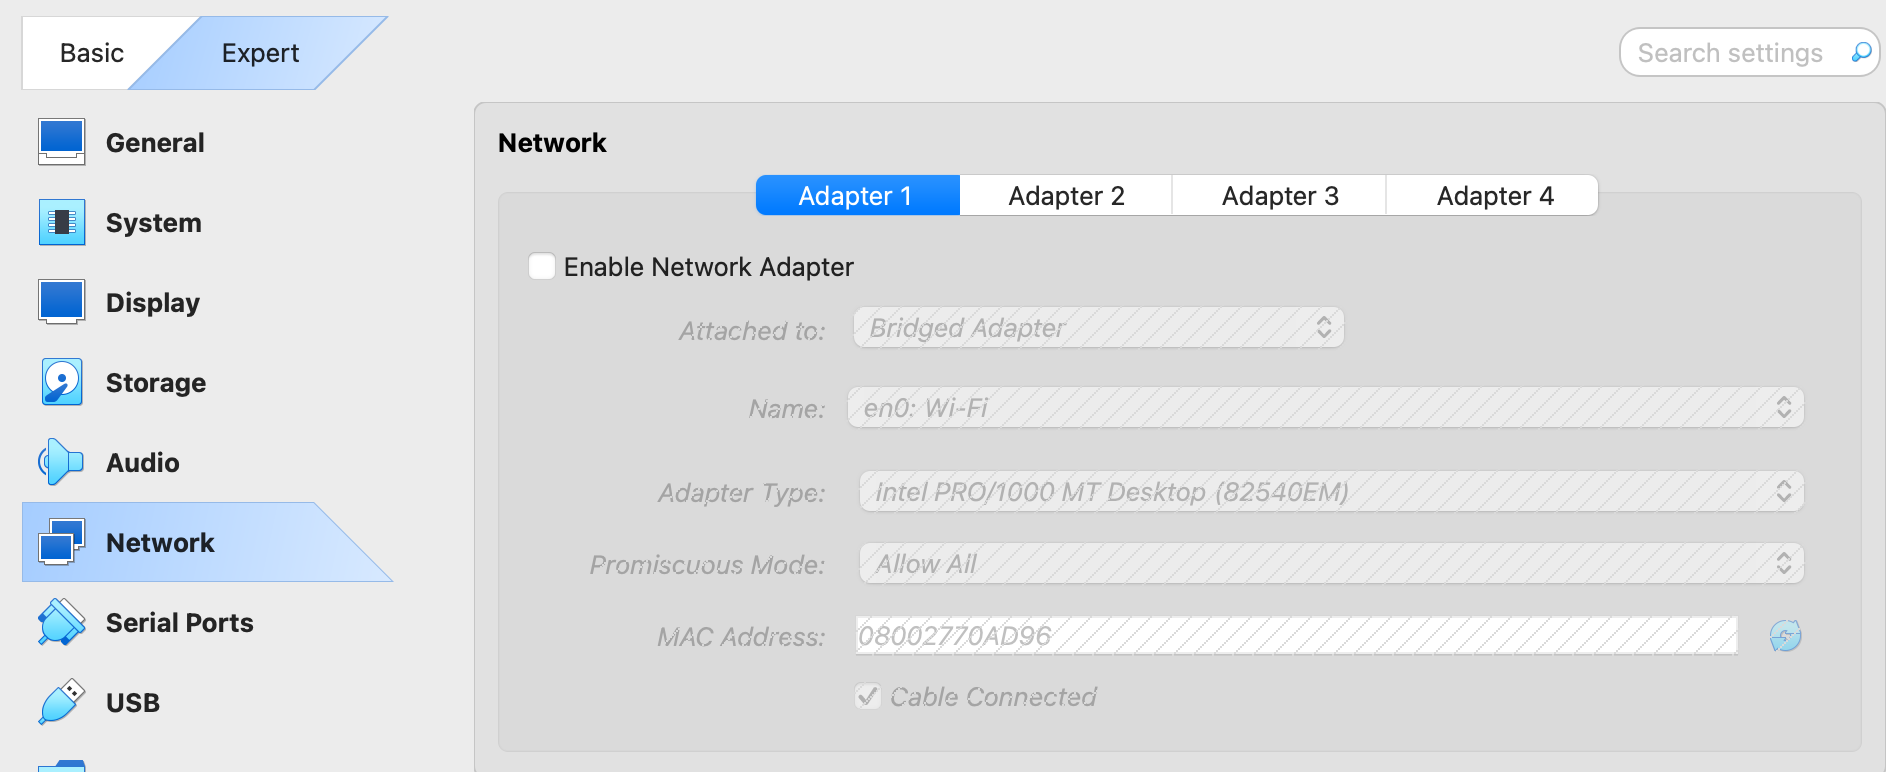 Basic
Expert
Search settings
General
System
Display
Storage
Audio
Network
Serial Ports
USB
Network
Adapter 1
Adapter 2
Adapter 3
Adapter 4
Enable Network Adapter
Attached to: Bridged Adapter
Name: en0: Wi-Fi
Adapter Type: Intel PRO/1000 MT Desktop (82540EM)
Promiscuous Mode: Allow All
MAC Address: 08002770AD96
Cable Connected